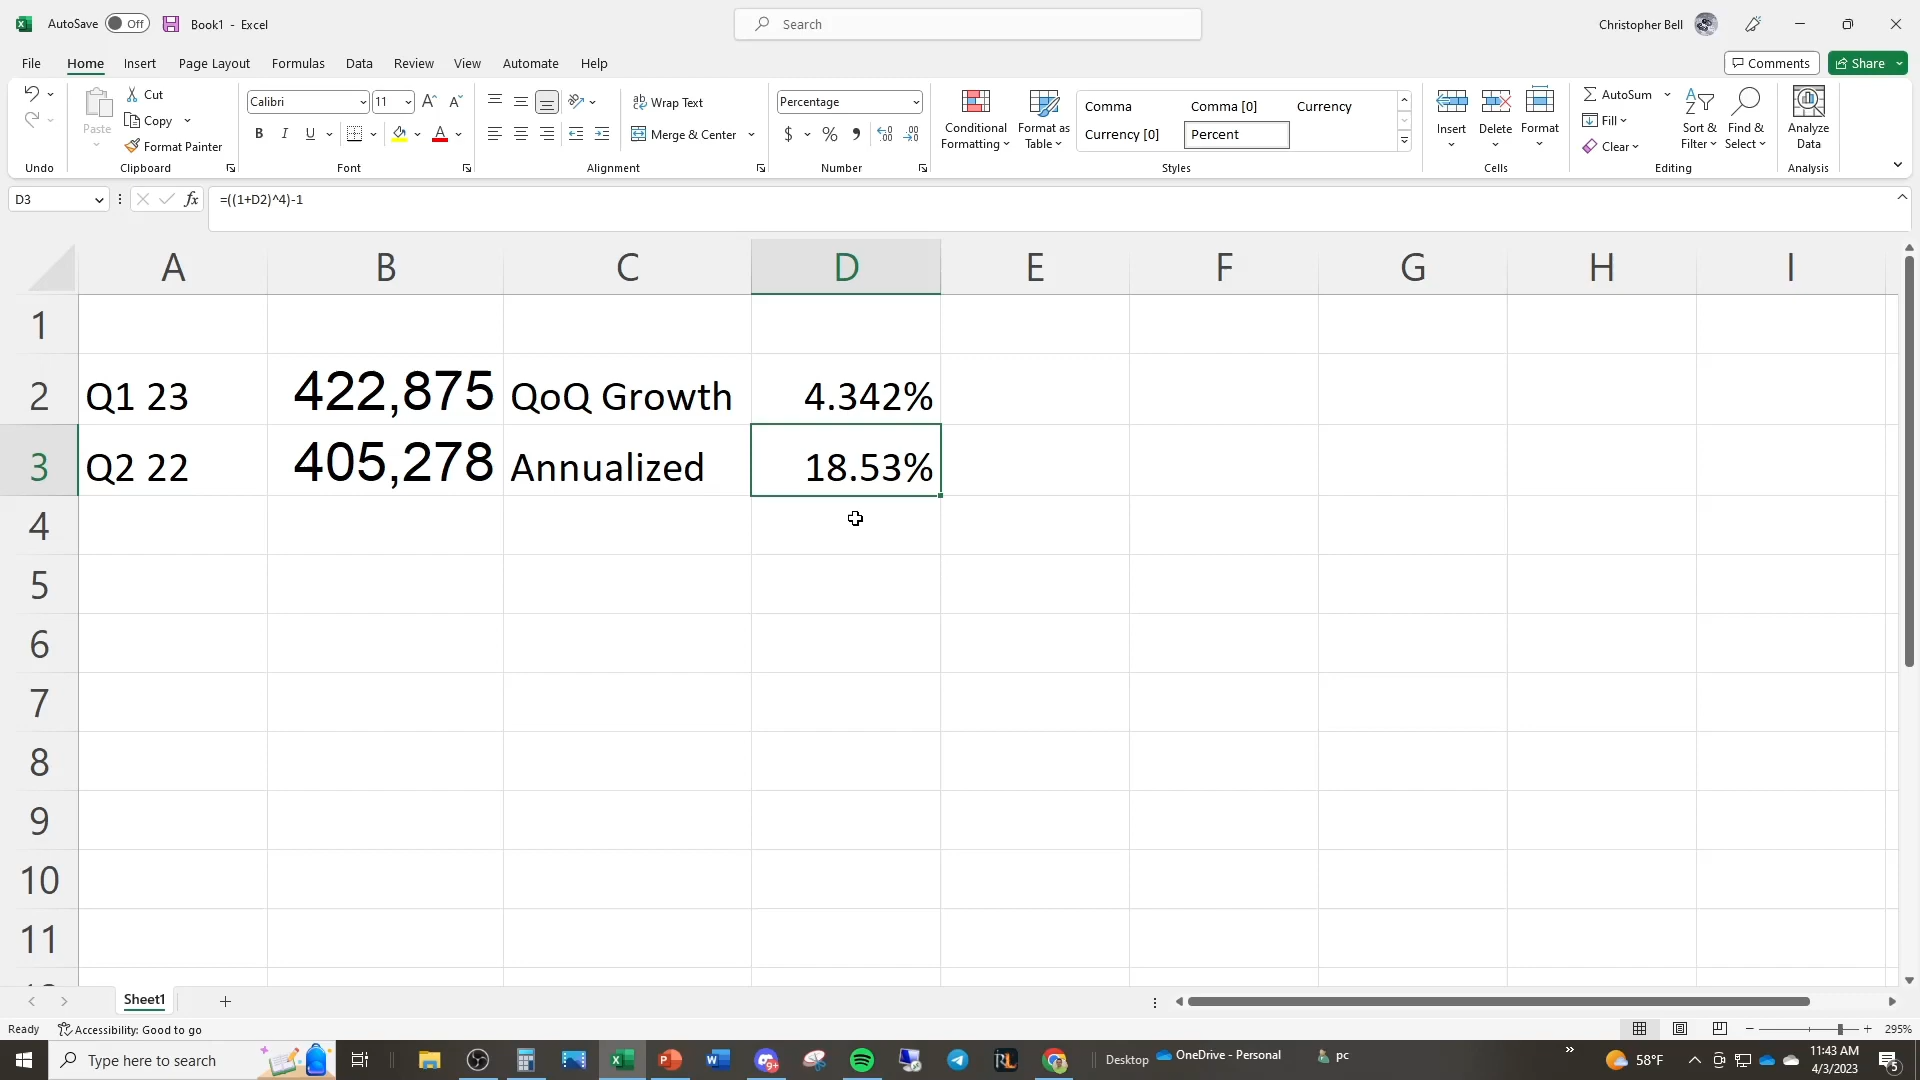 AutoSave Off Book1 - Excel Search Christopher Bell
File Home Insert Page Layout Formulas Data Review View Automate Help Comments Share
Paste Cut Copy Format Painter
Calibri 11
B I U A
Wrap Text
Merge & Center
Percentage
$ % 9
Conditional Formatting
Format as Table
Comma Comma [0] Currency
Currency [0] Percent
Insert Delete Format
AutoSum
Fill
Clear
Sort & Filter
Find & Select
Analyze Data
Undo Clipboard Font Alignment Number Styles Cells Editing Analysis
D3 fx =((1+D2)^4)-1
A B C D E F G H I
1
2 Q1 23 422,875 QoQ Growth 4.342%
3 Q2 22 405,278 Annualized 18.53%
4
5
6
7
8
9
10
11
Sheet1
Ready Accessibility: Good to go 295%
Type here to search Desktop OneDrive - Personal pc 58°F 11:43 AM
4/3/2023 5